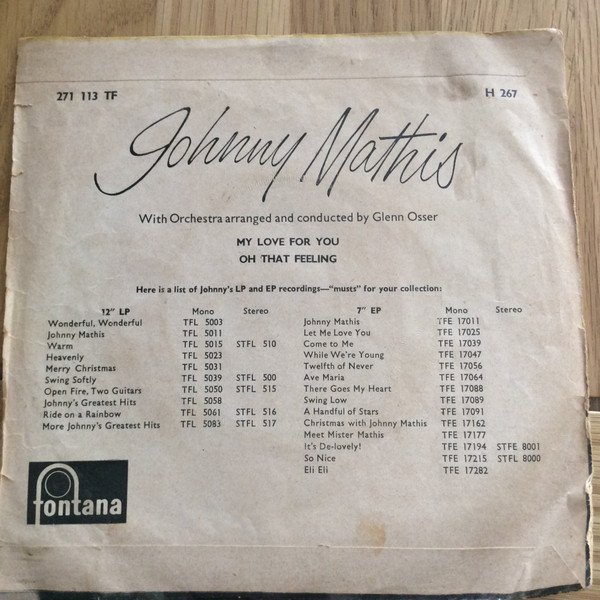 271 113 TF H 267
Johnny Mathis
With Orchestra arranged and conducted by Glenn Osser
MY LOVE FOR YOU
OH THAT FEELING
Here is a list of Johnny's LP and EP recordings—"musts" for your collection:
12" LP Mono Stereo
Wonderful, Wonderful TFL 5003
Johnny Mathis TFL 5011
Warm TFL 5015 STFL 510
Heavenly TFL 5023
Merry Christmas TFL 5031
Swing Softly TFL 5039 STFL 500
Open Fire, Two Guitars TFL 5050 STFL 515
Johnny's Greatest Hits TFL 5058
Ride on a Rainbow TFL 5061 STFL 516
More Johnny's Greatest Hits TFL 5083 STFL 517
7" EP Mono Stereo
Johnny Mathis TFE 17011
Let Me Love You TFE 17025
Come to Me TFE 17039
While We're Young TFE 17047
Twelfth of Never TFE 17056
Ave Maria TFE 17064
There Goes My Heart TFE 17088
Swing Low TFE 17089
A Handful of Stars TFE 17091
Christmas with Johnny Mathis TFE 17162
Meet Mister Mathis TFE 17177
It's De-lovely! TFE 17194 STFE 8001
So Nice TFE 17215 STFL 8000
Eli Eli TFE 17282
fontana